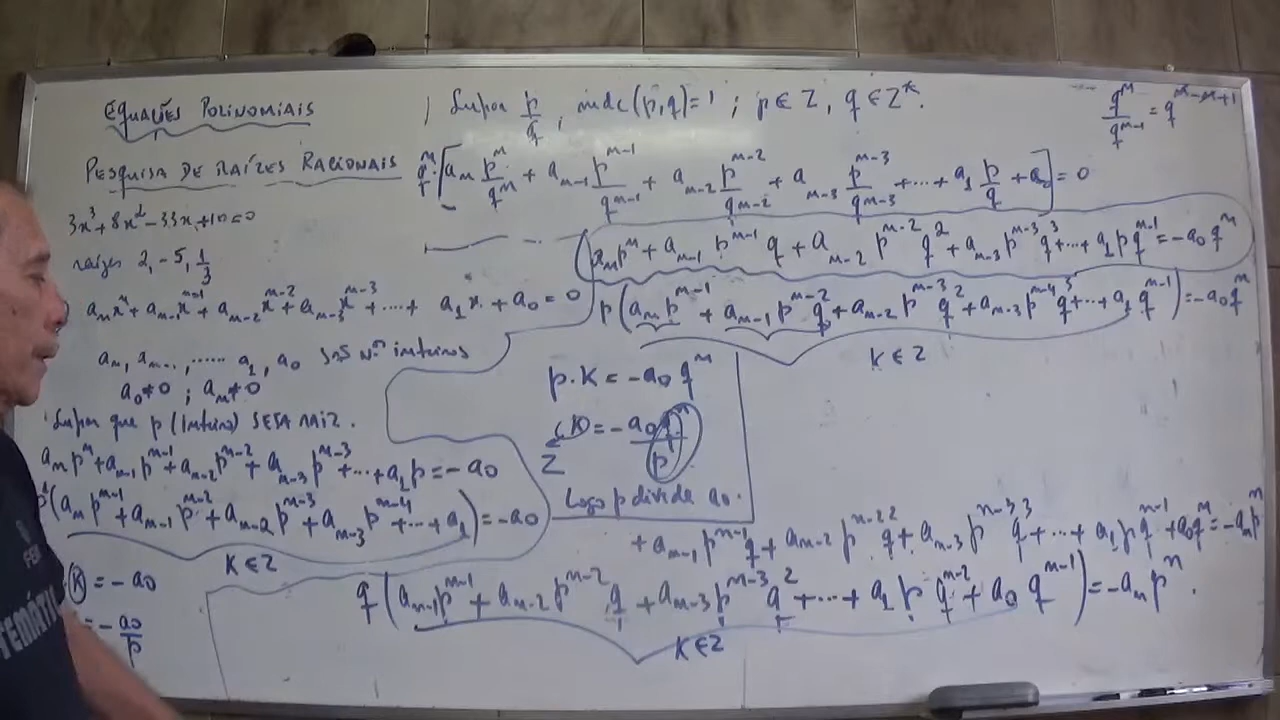 EQUAÇÕES POLINOMIAIS
PESQUISA DE RAÍZES RACIONAIS
3x³ + 8x² - 33x + 10 = 0
raízes 2, -5, 1/3
aₙxⁿ + aₙ₋₁xⁿ⁻¹ + aₙ₋₂xⁿ⁻² + aₙ₋₃xⁿ⁻³ + ..... + a₁x + a₀ = 0
aₙ, aₙ₋₁, ...... a₁, a₀ são nºs inteiros
a₀ ≠ 0 ; aₙ ≠ 0
Supor que p (inteiro) SEJA RAIZ.
aₙpⁿ + aₙ₋₁pⁿ⁻¹ + aₙ₋₂pⁿ⁻² + aₙ₋₃pⁿ⁻³ + ... + a₁p = -a₀
p(aₙpⁿ⁻¹ + aₙ₋₁pⁿ⁻² + aₙ₋₂pⁿ⁻³ + aₙ₋₃pⁿ⁻⁴ + ... + a₁) = -a₀
K ∈ Z
K = -a₀
= -a₀/p
Supor p/q, mdc(p,q) = 1 ; p ∈ Z, q ∈ Z*.
qⁿ/qⁿ⁻¹ = qⁿ⁻ⁿ⁺¹
qⁿ·[aₙ pⁿ/qⁿ + aₙ₋₁ pⁿ⁻¹/qⁿ⁻¹ + aₙ₋₂ pⁿ⁻²/qⁿ⁻² + aₙ₋₃ pⁿ⁻³/qⁿ⁻³ + ... + a₁ p/q + a₀] = 0
aₙpⁿ + aₙ₋₁pⁿ⁻¹q + aₙ₋₂pⁿ⁻²q² + aₙ₋₃pⁿ⁻³q³ + ... + a₁pqⁿ⁻¹ = -a₀qⁿ
p(aₙpⁿ⁻¹ + aₙ₋₁pⁿ⁻²q + aₙ₋₂pⁿ⁻³q² + aₙ₋₃pⁿ⁻⁴q³ + ... + a₁qⁿ⁻¹) = -a₀qⁿ
K ∈ Z
p.K = -a₀qⁿ
K = -a₀qⁿ/p
Z
Logo p divide a₀.
+ aₙ₋₁pⁿ⁻¹q + aₙ₋₂pⁿ⁻²q² + aₙ₋₃pⁿ⁻³q³ + ... + a₁pqⁿ⁻¹ + a₀qⁿ = -aₙpⁿ
q(aₙ₋₁pⁿ⁻¹ + aₙ₋₂pⁿ⁻²q + aₙ₋₃pⁿ⁻³q² + ... + a₁pqⁿ⁻² + a₀qⁿ⁻¹) = -aₙpⁿ.
K ∈ Z